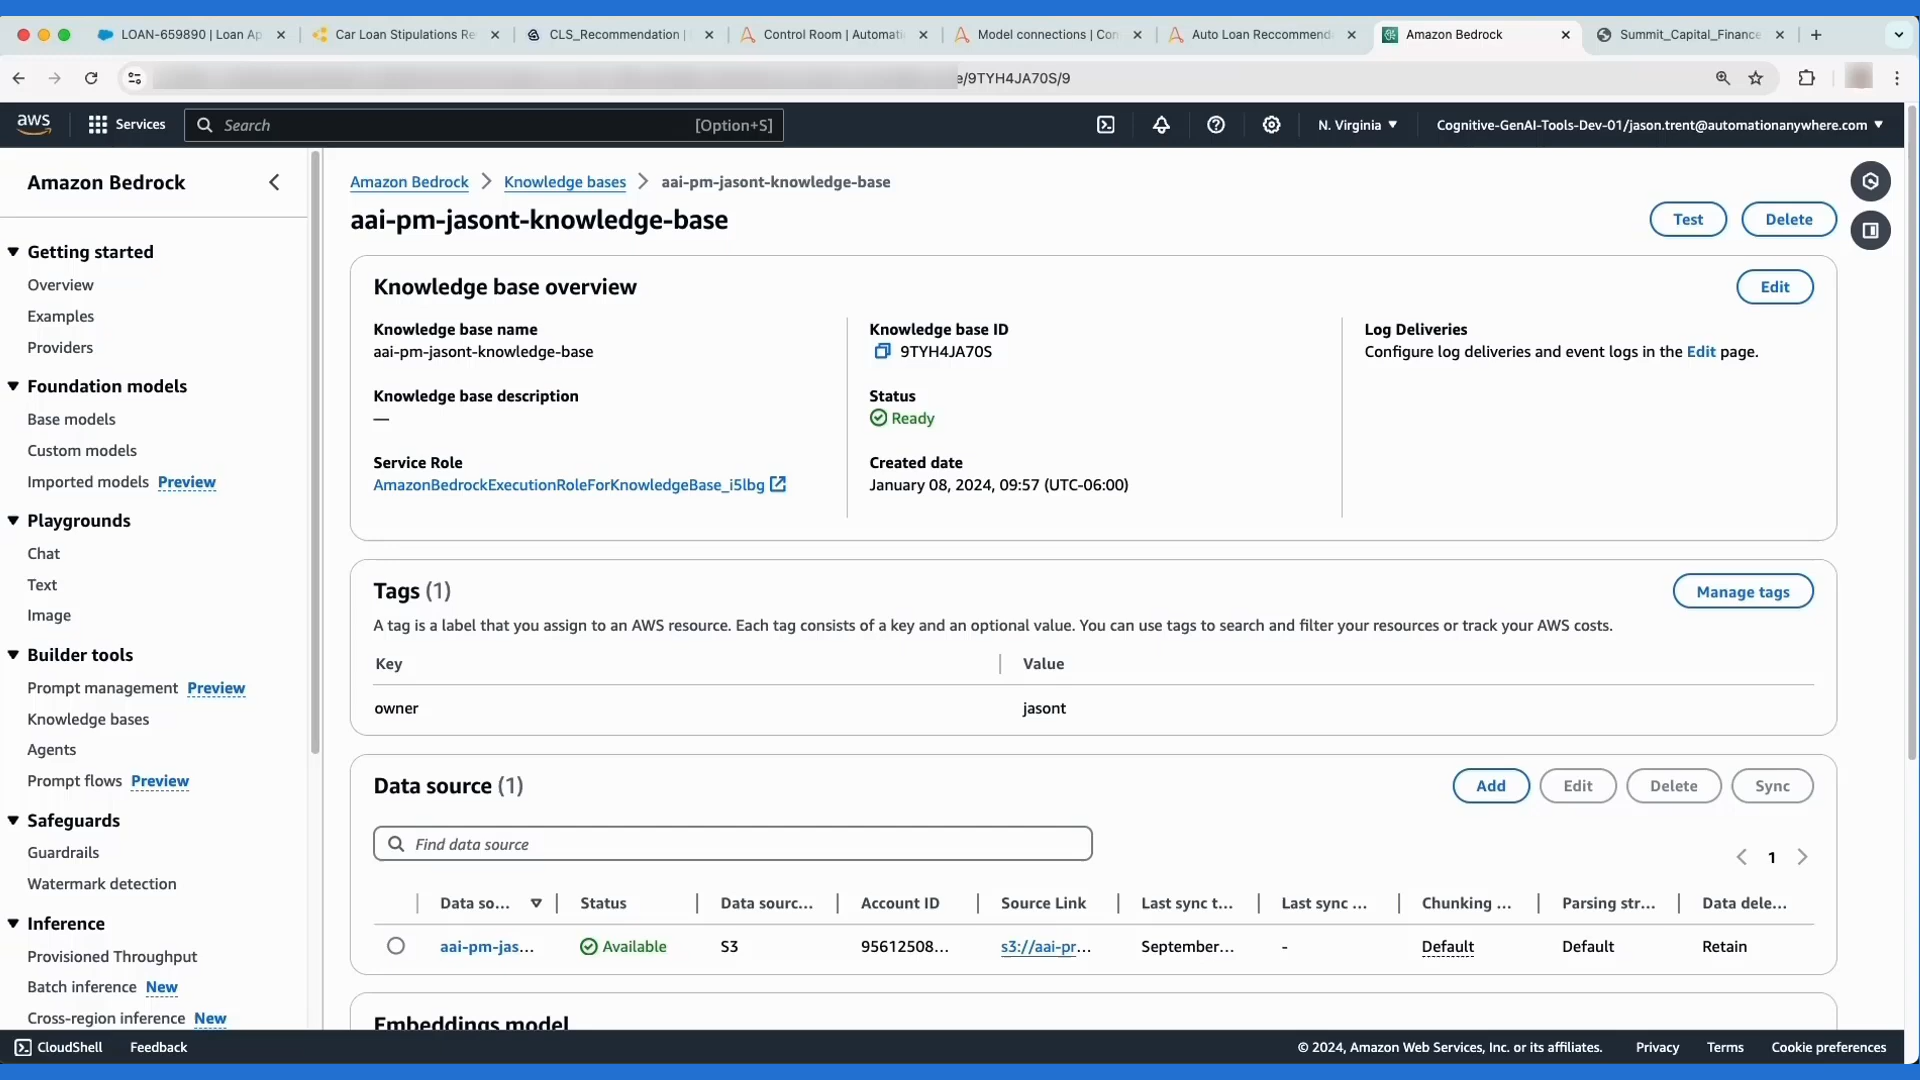 LOAN-659890 | Loan Ap
Car Loan Stipulations Re
CLS_Recommendation |
Control Room | Automati
Model connections | Con
Auto Loan Reccommend
Amazon Bedrock
Summit_Capital_Finance
e/9TYH4JA70S/9
aws
Services
Search
[Option+S]
N. Virginia
Cognitive-GenAI-Tools-Dev-01/jason.trent@automationanywhere.com
Amazon Bedrock
Getting started
Overview
Examples
Providers
Foundation models
Base models
Custom models
Imported models Preview
Playgrounds
Chat
Text
Image
Builder tools
Prompt management Preview
Knowledge bases
Agents
Prompt flows Preview
Safeguards
Guardrails
Watermark detection
Inference
Provisioned Throughput
Batch inference New
Cross-region inference New
Amazon Bedrock > Knowledge bases > aai-pm-jasont-knowledge-base
aai-pm-jasont-knowledge-base
Test
Delete
Knowledge base overview
Edit
Knowledge base name
aai-pm-jasont-knowledge-base
Knowledge base description
—
Service Role
AmazonBedrockExecutionRoleForKnowledgeBase_i5lbg
Knowledge base ID
9TYH4JA70S
Status
Ready
Created date
January 08, 2024, 09:57 (UTC-06:00)
Log Deliveries
Configure log deliveries and event logs in the Edit page.
Tags (1)
Manage tags
A tag is a label that you assign to an AWS resource. Each tag consists of a key and an optional value. You can use tags to search and filter your resources or track your AWS costs.
Key
Value
owner
jasont
Data source (1)
Add
Edit
Delete
Sync
Find data source
1
Data so...
Status
Data sourc...
Account ID
Source Link
Last sync t...
Last sync ...
Chunking ...
Parsing str...
Data dele...
aai-pm-jas...
Available
S3
95612508...
s3://aai-pr...
September...
-
Default
Default
Retain
Embeddings model
CloudShell
Feedback
© 2024, Amazon Web Services, Inc. or its affiliates.
Privacy
Terms
Cookie preferences